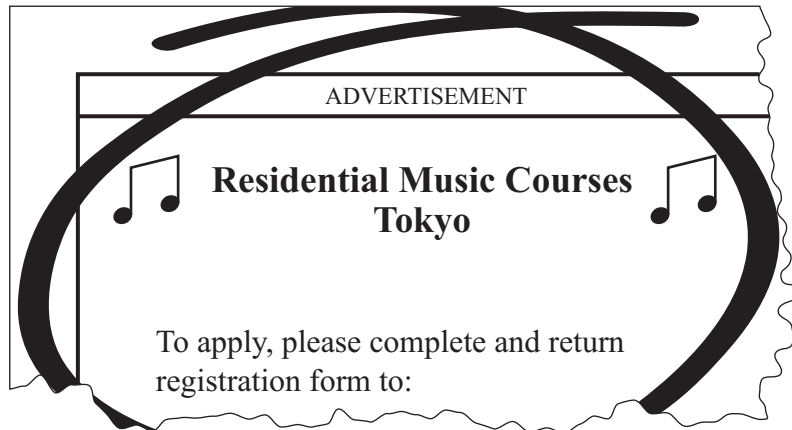 ADVERTISEMENT
Residential Music Courses
Tokyo
To apply, please complete and return
registration form to: